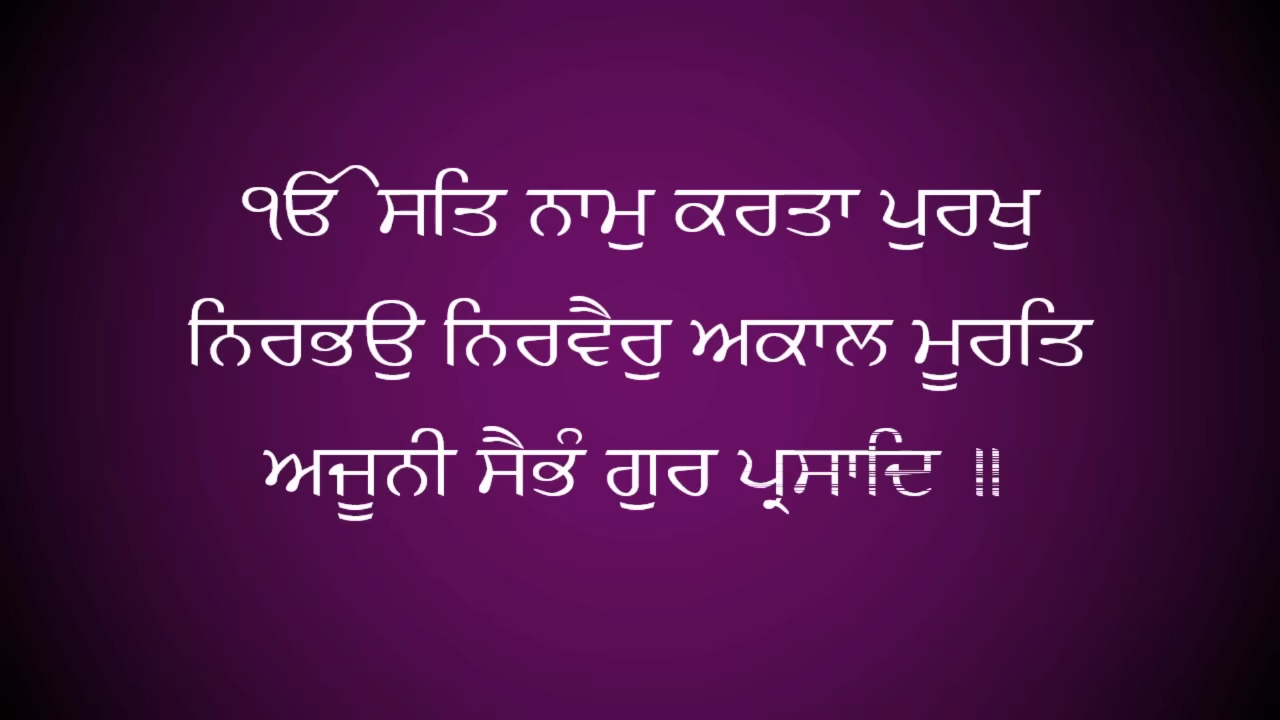 ੴ ਸਤਿ ਨਾਮੁ ਕਰਤਾ ਪੁਰਖੁ
ਨਿਰਭਉ ਨਿਰਵੈਰੁ ਅਕਾਲ ਮੂਰਤਿ
ਅਜੂਨੀ ਸੈਭੰ ਗੁਰ ਪ੍ਰਸਾਦਿ ॥